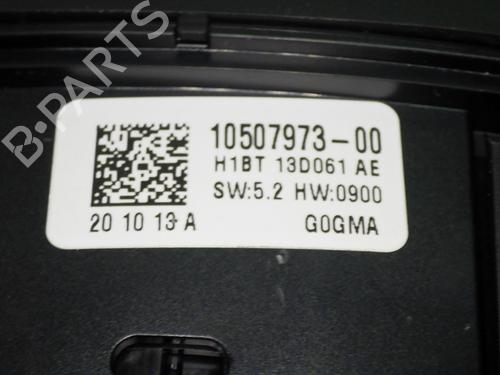 B-PARTS
10507973-00
H1BT 13D061 AE
SW:5.2 HW:0900
20 10 13 A
G0GMA